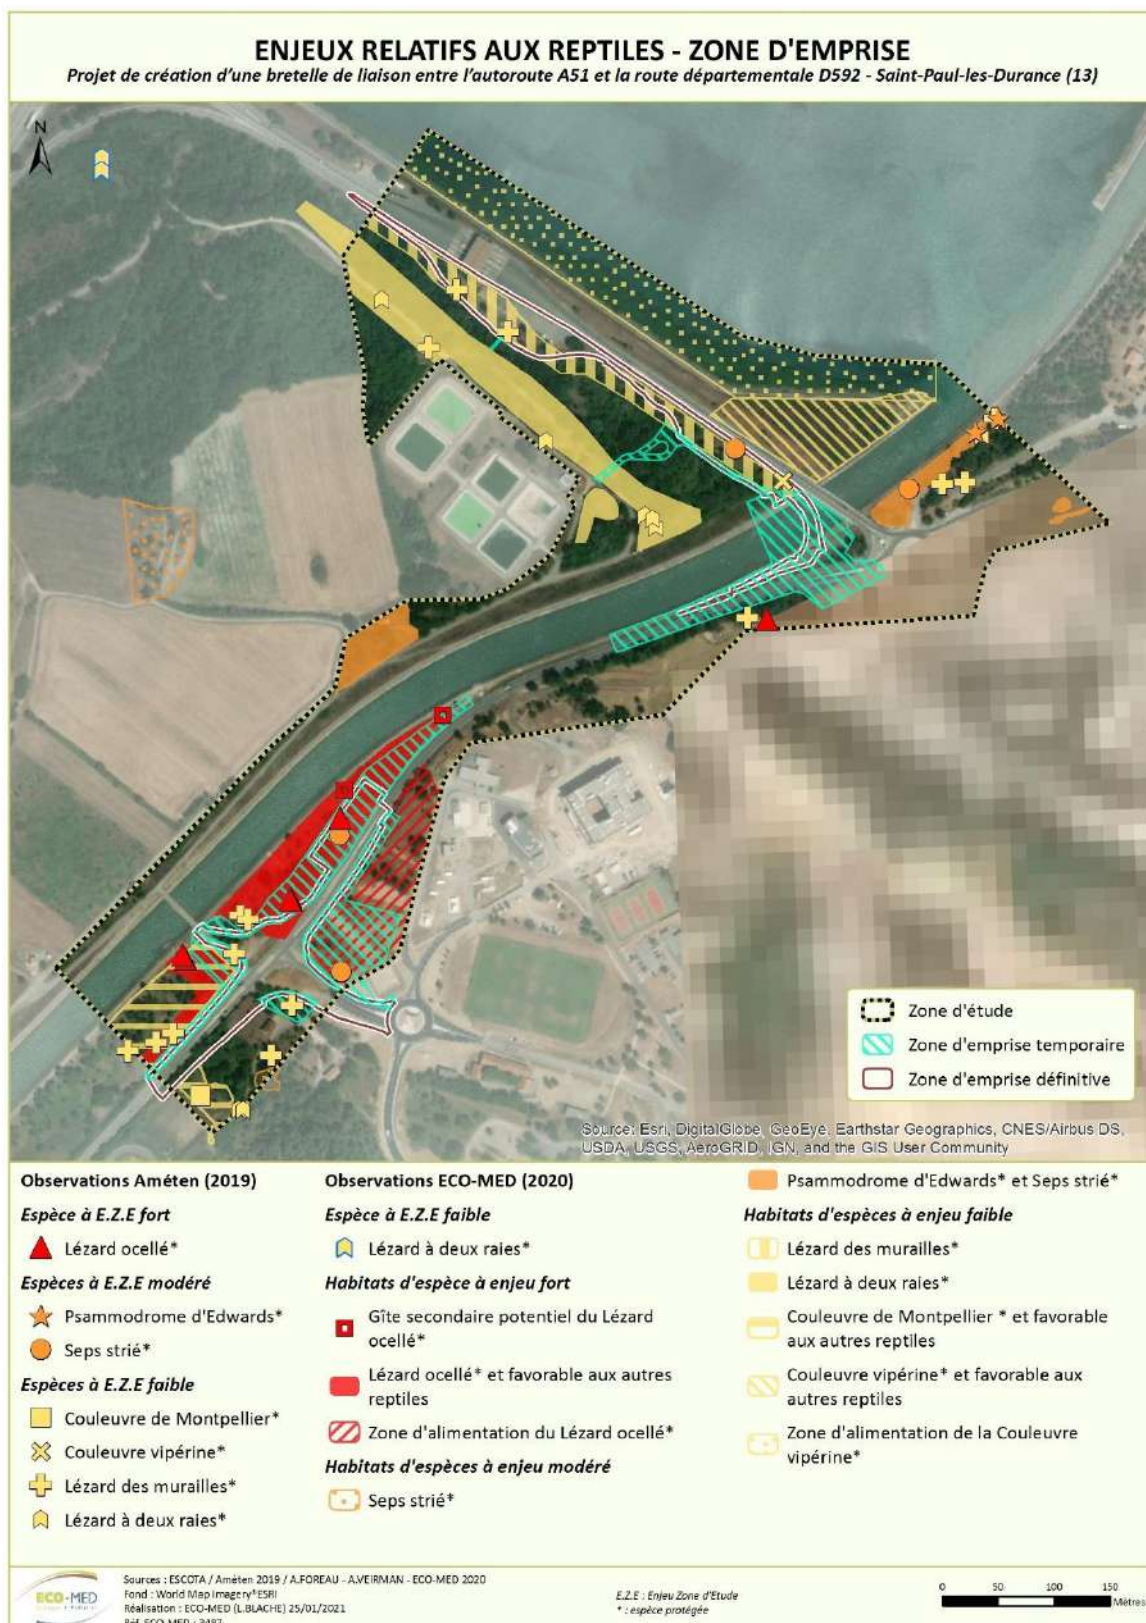 ENJEUX RELATIFS AUX REPTILES - ZONE D'EMPRISE
Projet de création d'une bretelle de liaison entre l'autoroute A51 et la route départementale D592 - Saint-Paul-les-Durance (13)
N
Zone d'étude
Zone d'emprise temporaire
Zone d'emprise définitive
Source: Esri, DigitalGlobe, GeoEye, Earthstar Geographics, CNES/Airbus DS,
USDA, USGS, AeroGRID, IGN, and the GIS User Community
Observations Améten (2019)
Espèce à E.Z.E fort
Lézard ocellé*
Espèces à E.Z.E modéré
Psammodrome d'Edwards*
Seps strié*
Espèces à E.Z.E faible
Couleuvre de Montpellier*
Couleuvre vipérine*
Lézard des murailles*
Lézard à deux raies*
Observations ECO-MED (2020)
Espèce à E.Z.E faible
Lézard à deux raies*
Habitats d'espèce à enjeu fort
Gîte secondaire potentiel du Lézard
ocellé*
Lézard ocellé* et favorable aux autres
reptiles
Zone d'alimentation du Lézard ocellé*
Habitats d'espèces à enjeu modéré
Seps strié*
Psammodrome d'Edwards* et Seps strié*
Habitats d'espèces à enjeu faible
Lézard des murailles*
Lézard à deux raies*
Couleuvre de Montpellier * et favorable
aux autres reptiles
Couleuvre vipérine* et favorable aux
autres reptiles
Zone d'alimentation de la Couleuvre
vipérine*
ECO-MED
Sources : ESCOTA / Améten 2019 / A.FOREAU - A.VEIRMAN - ECO-MED 2020
Fond : World Map Imagery®ESRI
Réalisation : ECO-MED (L.BLACHE) 25/01/2021
Réf. ECO-MED : 3487
E.Z.E : Enjeu Zone d'Etude
* : espèce protégée
0 50 100 150
Mètres